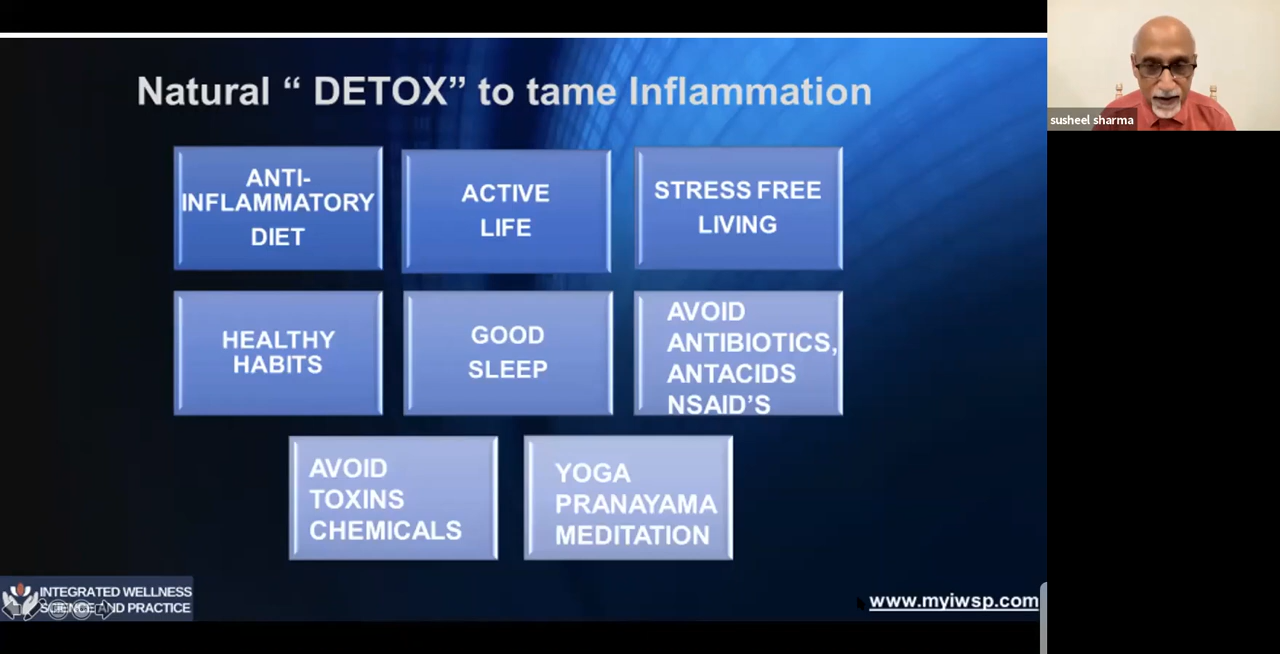 Natural “ DETOX” to tame Inflammation
ANTI-
INFLAMMATORY
DIET
ACTIVE
LIFE
STRESS FREE
LIVING
HEALTHY
HABITS
GOOD
SLEEP
AVOID
ANTIBIOTICS,
ANTACIDS
NSAID’S
AVOID
TOXINS
CHEMICALS
YOGA
PRANAYAMA
MEDITATION
INTEGRATED WELLNESS
SCIENCE AND PRACTICE
www.myiwsp.com
susheel sharma